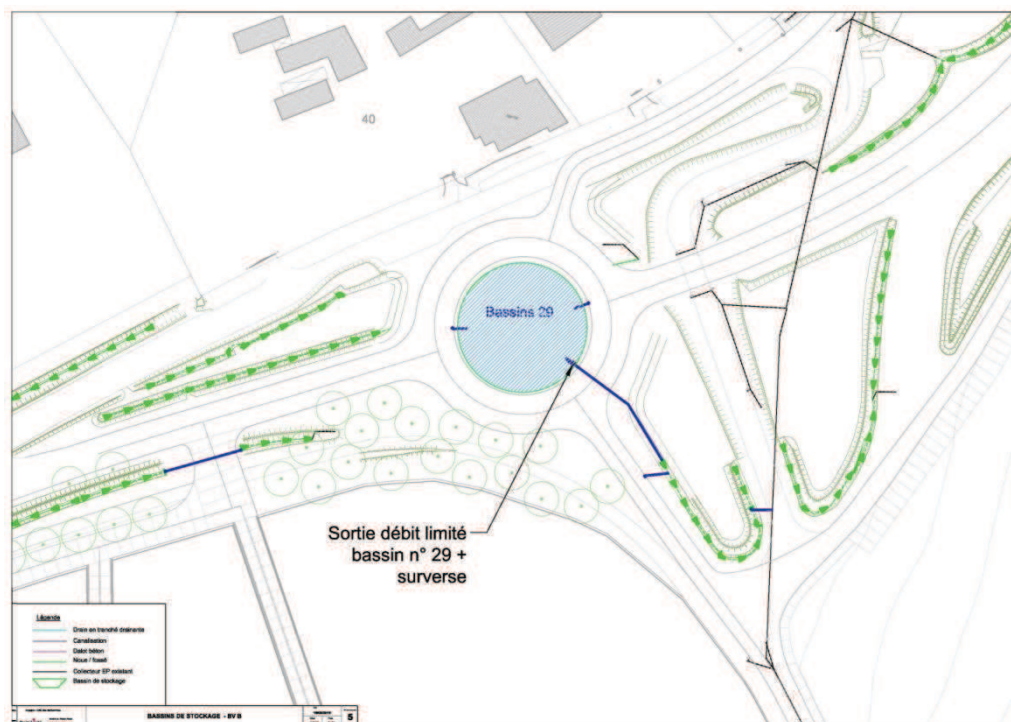 40
Bassins 29
Sortie débit limité
bassin n° 29 +
surverse
Légende
Drain en tranché drainante
Canalisation
Dalot béton
Noue / fossé
Collecteur EP existant
Bassin de stockage
BASSINS DE STOCKAGE - BV B
5